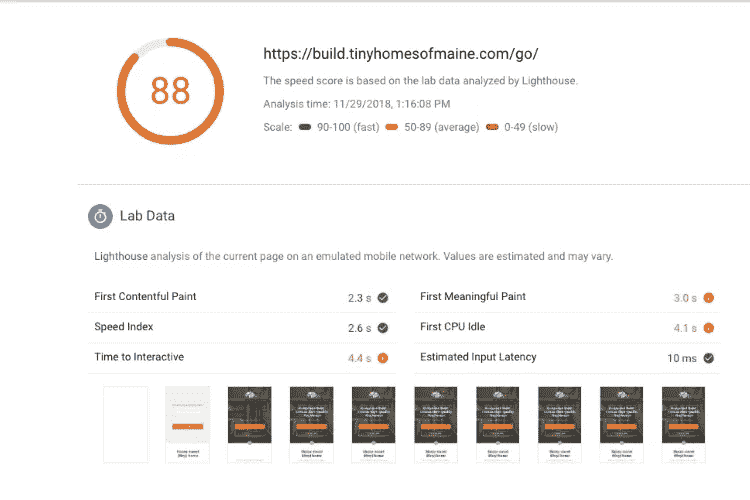 88
https://build.tinyhomesofmaine.com/go/
The speed score is based on the lab data analyzed by Lighthouse.
Analysis time: 11/29/2018, 1:16:08 PM
Scale: 90-100 (fast) 50-89 (average) 0-49 (slow)
Lab Data
Lighthouse analysis of the current page on an emulated mobile network. Values are estimated and may vary.
First Contentful Paint 2.3 s
First Meaningful Paint 3.0 s
Speed Index 2.6 s
First CPU Idle 4.1 s
Time to Interactive 4.4 s
Estimated Input Latency 10 ms